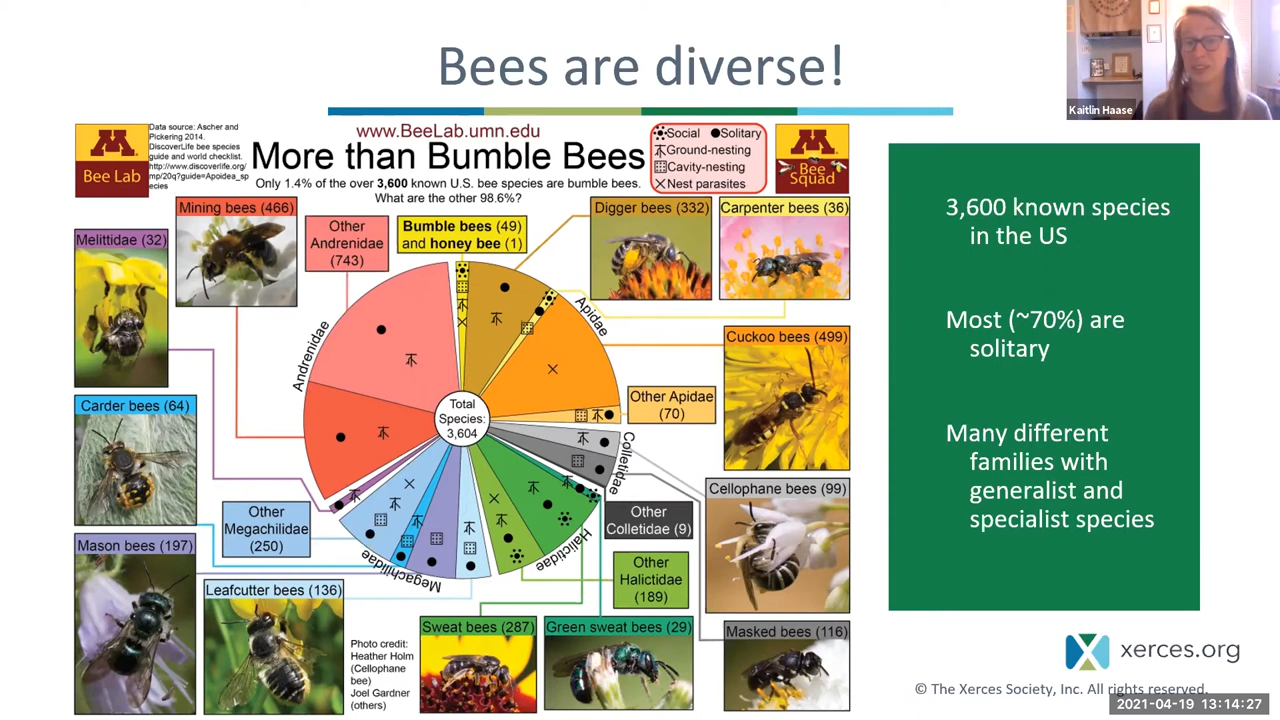 Bees are diverse!
Kaitlin Haase
M
Bee Lab
Data source: Ascher and
Pickering 2014.
DiscoverLife bee species
guide and world checklist.
http://www.discoverlife.org/
mp/20q?guide=Apoidea_sp
ecies
www.BeeLab.umn.edu
More than Bumble Bees
Only 1.4% of the over 3,600 known U.S. bee species are bumble bees.
What are the other 98.6%?
Social Solitary
Ground-nesting
Cavity-nesting
Nest parasites
M
Bee
Squad
Mining bees (466)
Other
Andrenidae
(743)
Bumble bees (49)
and honey bee (1)
Digger bees (332)
Carpenter bees (36)
Melittidae (32)
Andrenidae
Apidae
Cuckoo bees (499)
Total
Species:
3,604
Other Apidae
(70)
Carder bees (64)
Colletidae
Cellophane bees (99)
Other
Megachilidae
(250)
Other
Colletidae (9)
Halictidae
Megachilidae
Mason bees (197)
Other
Halictidae
(189)
Leafcutter bees (136)
Sweat bees (287)
Green sweat bees (29)
Masked bees (116)
Photo credit:
Heather Holm
(Cellophane
bee)
Joel Gardner
(others)
3,600 known species
in the US
Most (~70%) are
solitary
Many different
families with
generalist and
specialist species
xerces.org
© The Xerces Society, Inc. All rights reserved.
2021-04-19 13:14:27